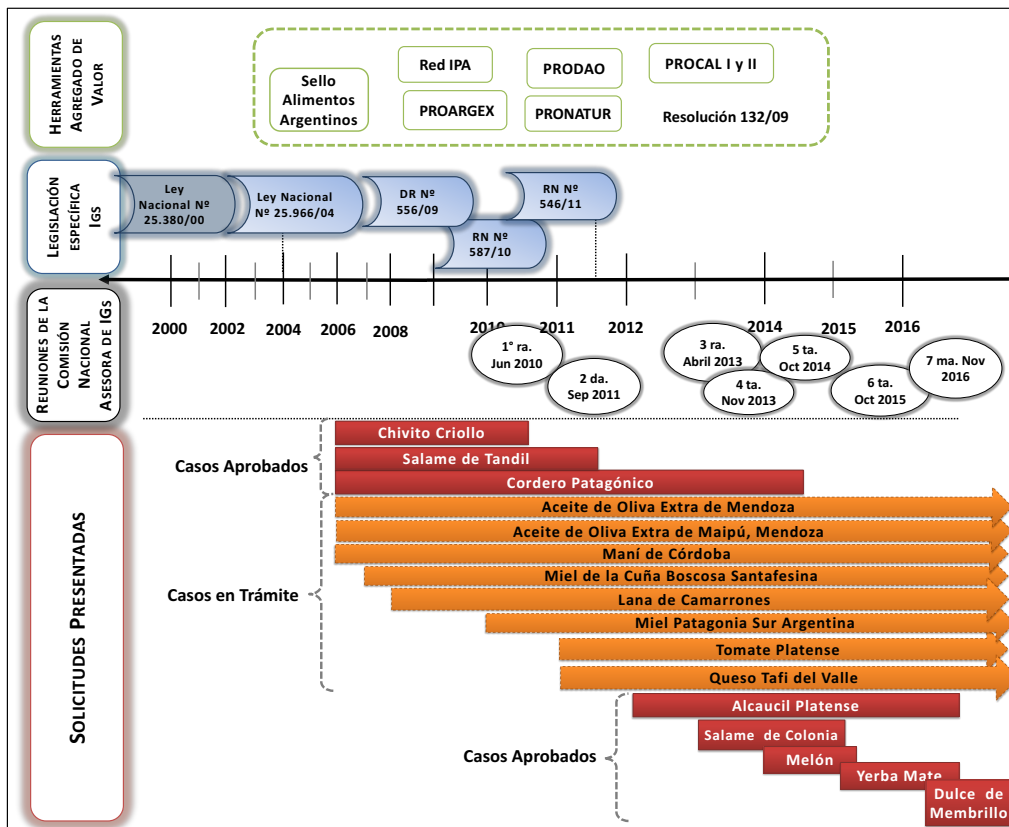 HERRAMIENTAS
AGREGADO DE
VALOR
Sello
Alimentos
Argentinos
Red IPA
PROARGEX
PRODAO
PRONATUR
PROCAL I y II
Resolución 132/09
LEGISLACIÓN
ESPECÍFICA
IGS
Ley
Nacional Nº
25.380/00
Ley Nacional
Nº 25.966/04
DR Nº
556/09
RN Nº
587/10
RN Nº
546/11
REUNIONES DE LA
COMISIÓN
NACIONAL
ASESORA DE IGS
2000
2002
2004
2006
2008
2010
2011
2012
2014
2015
2016
1° ra.
Jun 2010
2 da.
Sep 2011
3 ra.
Abril 2013
4 ta.
Nov 2013
5 ta.
Oct 2014
6 ta.
Oct 2015
7 ma. Nov
2016
SOLICITUDES PRESENTADAS
Casos Aprobados
Chivito Criollo
Salame de Tandil
Cordero Patagónico
Casos en Trámite
Aceite de Oliva Extra de Mendoza
Aceite de Oliva Extra de Maipú, Mendoza
Maní de Córdoba
Miel de la Cuña Boscosa Santafesina
Lana de Camarrones
Miel Patagonia Sur Argentina
Tomate Platense
Queso Tafi del Valle
Casos Aprobados
Alcaucil Platense
Salame de Colonia
Melón
Yerba Mate
Dulce de
Membrillo